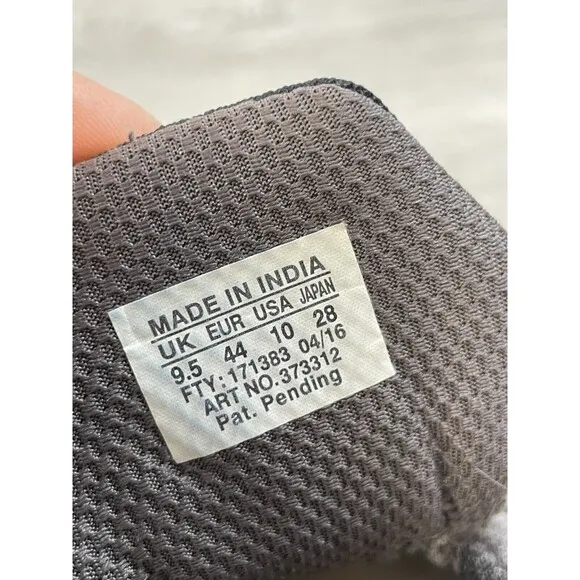 MADE IN INDIA
UK EUR USA JAPAN
9.5 44 10 28
FTY: 171383 04/16
ART NO. 373312
Pat. Pending